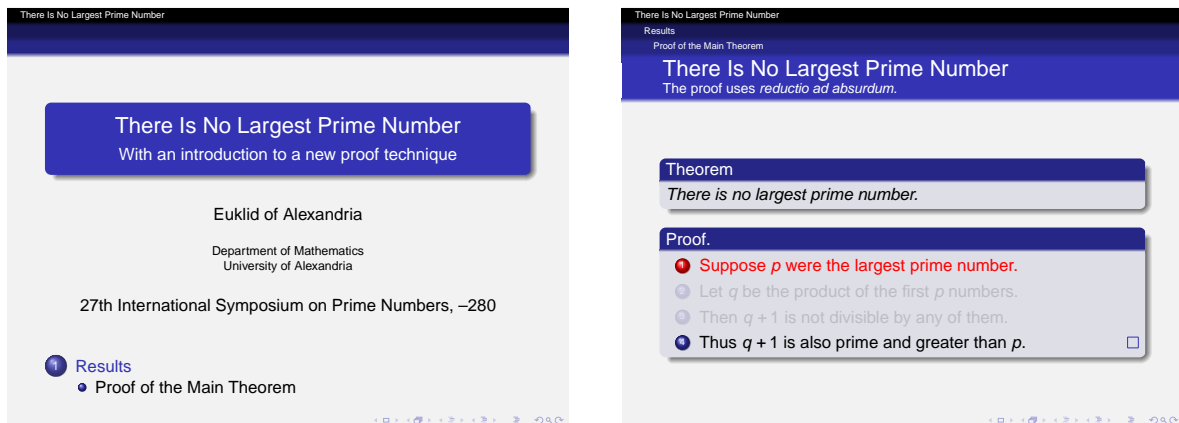 There Is No Largest Prime Number
There Is No Largest Prime Number
With an introduction to a new proof technique
Euklid of Alexandria
Department of Mathematics
University of Alexandria
27th International Symposium on Prime Numbers, –280
1 Results
Proof of the Main Theorem
There Is No Largest Prime Number
Results
Proof of the Main Theorem
There Is No Largest Prime Number
The proof uses reductio ad absurdum.
Theorem
There is no largest prime number.
Proof.
1 Suppose p were the largest prime number.
2 Let q be the product of the first p numbers.
3 Then q + 1 is not divisible by any of them.
4 Thus q + 1 is also prime and greater than p.